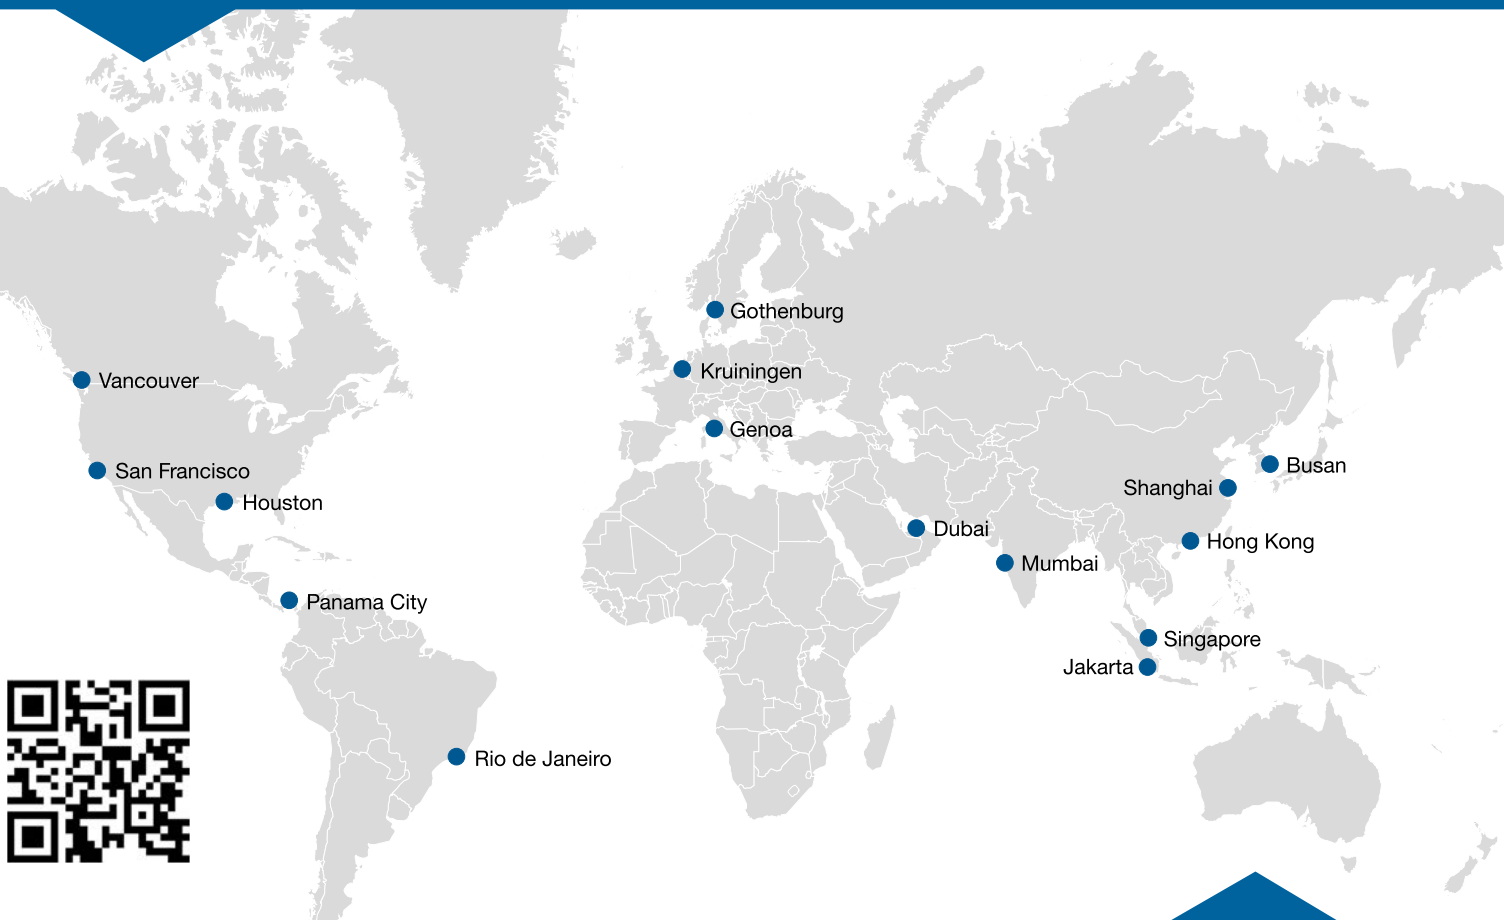 Gothenburg
Kruiningen
Vancouver
Genoa
San Francisco
Busan
Shanghai
Houston
Dubai
Hong Kong
Mumbai
Panama City
Singapore
Jakarta
Rio de Janeiro